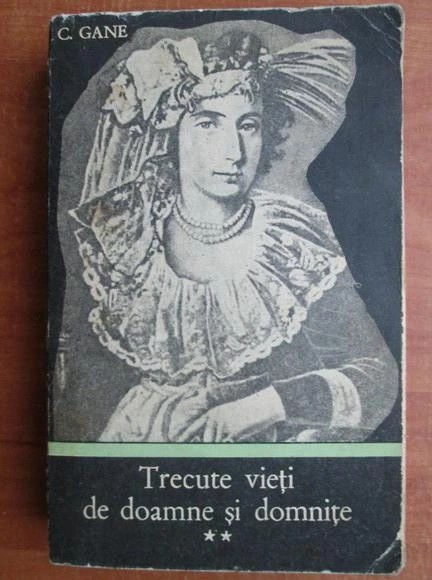 C. GANE
Trecute vieți
de doamne și domnițe
**